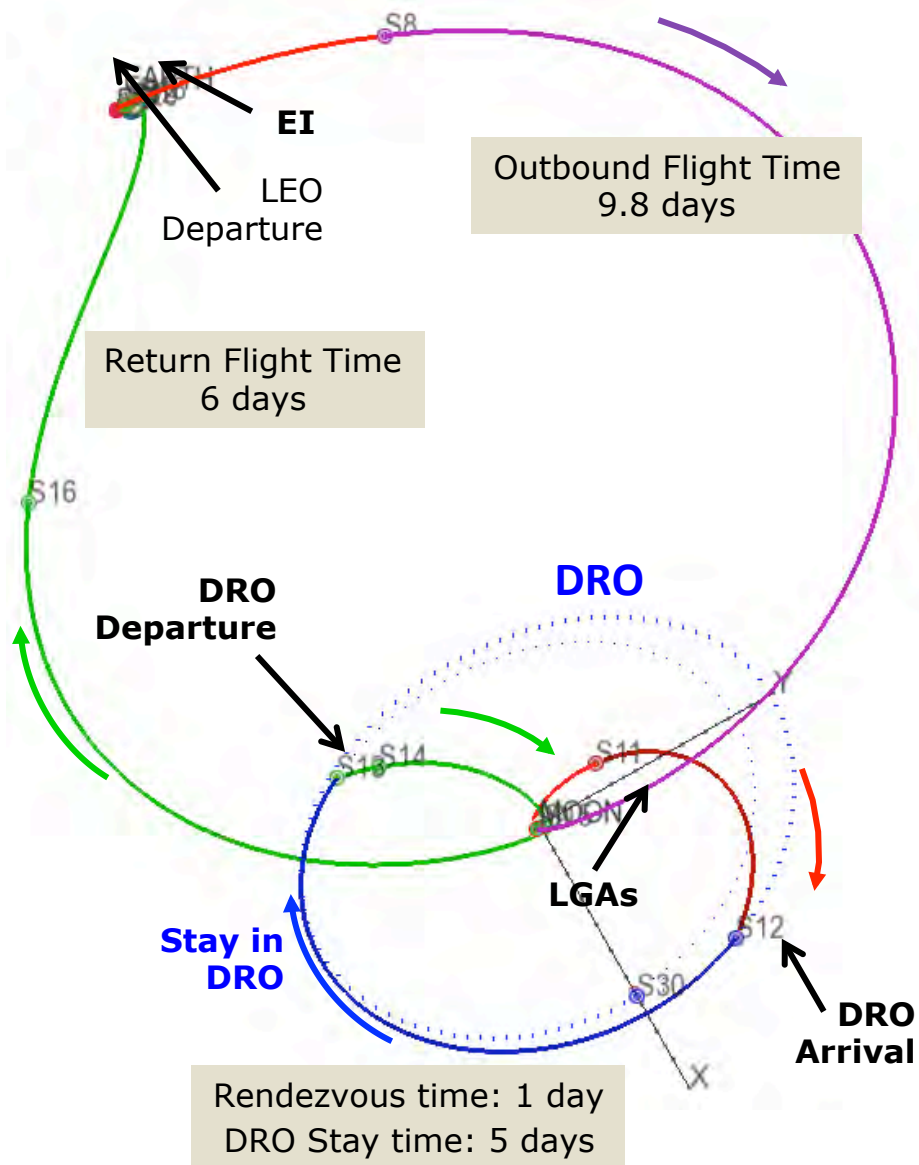 S8
EARTH
EI
LEO
Departure
Outbound Flight Time
9.8 days
Return Flight Time
6 days
S16
DRO
DRO
Departure
Y
S11
S14
MOON
LGAs
S12
Stay in
DRO
S30
DRO
Arrival
X
Rendezvous time: 1 day
DRO Stay time: 5 days